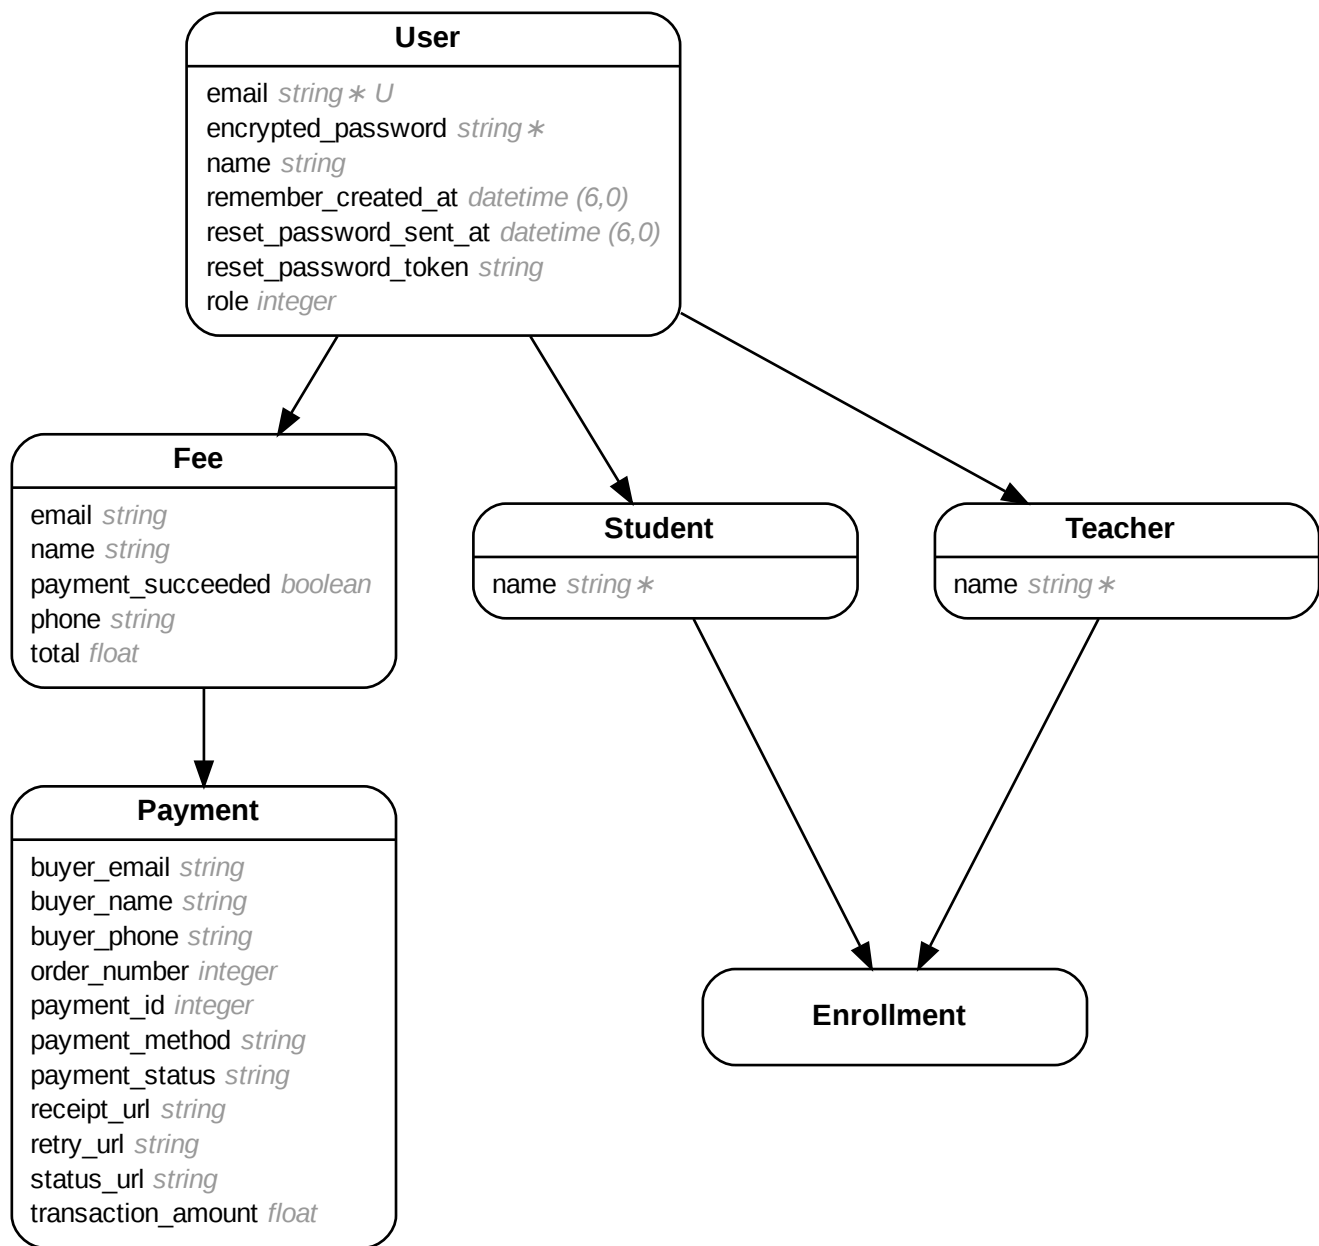 User
email string∗ U
encrypted_password string∗
name string
remember_created_at datetime (6,0)
reset_password_sent_at datetime (6,0)
reset_password_token string
role integer
Fee
email string
name string
payment_succeeded boolean
phone string
total float
Student
name string∗
Teacher
name string∗
Payment
buyer_email string
buyer_name string
buyer_phone string
order_number integer
payment_id integer
payment_method string
payment_status string
receipt_url string
retry_url string
status_url string
transaction_amount float
Enrollment